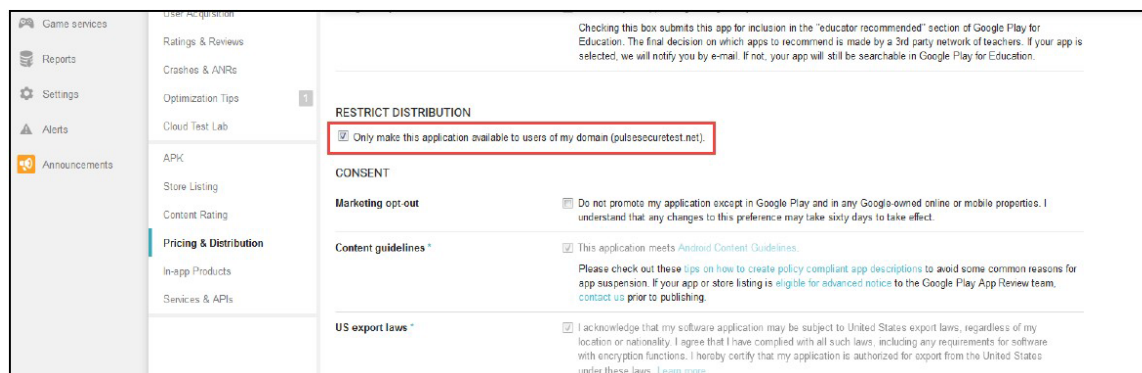 Game services
Reports
Settings
Alerts
Announcements
User Acquisition
Ratings & Reviews
Crashes & ANRs
Optimization Tips
1
Cloud Test Lab
APK
Store Listing
Content Rating
Pricing & Distribution
In-app Products
Services & APIs
Checking this box submits this app for inclusion in the "educator recommended" section of Google Play for
Education. The final decision on which apps to recommend is made by a 3rd party network of teachers. If your app is
selected, we will notify you by e-mail. If not, your app will still be searchable in Google Play for Education.
RESTRICT DISTRIBUTION
Only make this application available to users of my domain (pulsesecuretest.net).
CONSENT
Marketing opt-out
Do not promote my application except in Google Play and in any Google-owned online or mobile properties. I
understand that any changes to this preference may take sixty days to take effect.
Content guidelines *
This application meets Android Content Guidelines.
Please check out these tips on how to create policy compliant app descriptions to avoid some common reasons for
app suspension. If your app or store listing is eligible for advanced notice to the Google Play App Review team,
contact us prior to publishing.
US export laws *
I acknowledge that my software application may be subject to United States export laws, regardless of my
location or nationality. I agree that I have complied with all such laws, including any requirements for software
with encryption functions. I hereby certify that my application is authorized for export from the United States
under these laws. Learn more